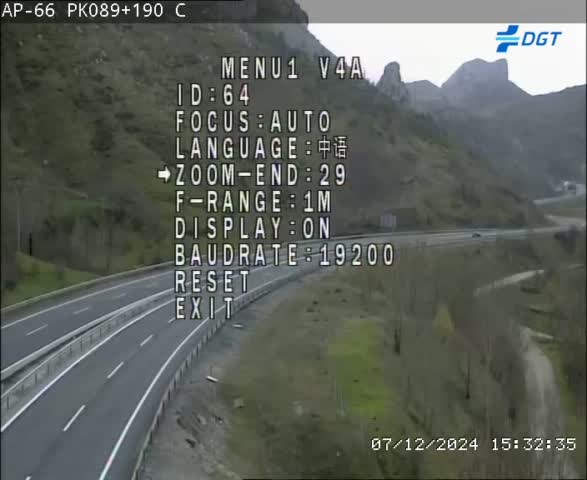 AP-66 PK089+190 C
DGT
MENU1 V4A
ID:64
FOCUS:AUTO
LANGUAGE:中语
ZOOM-END:29
F-RANGE:1M
DISPLAY:ON
BAUDRATE:19200
RESET
EXIT
07/12/2024 15:32:35